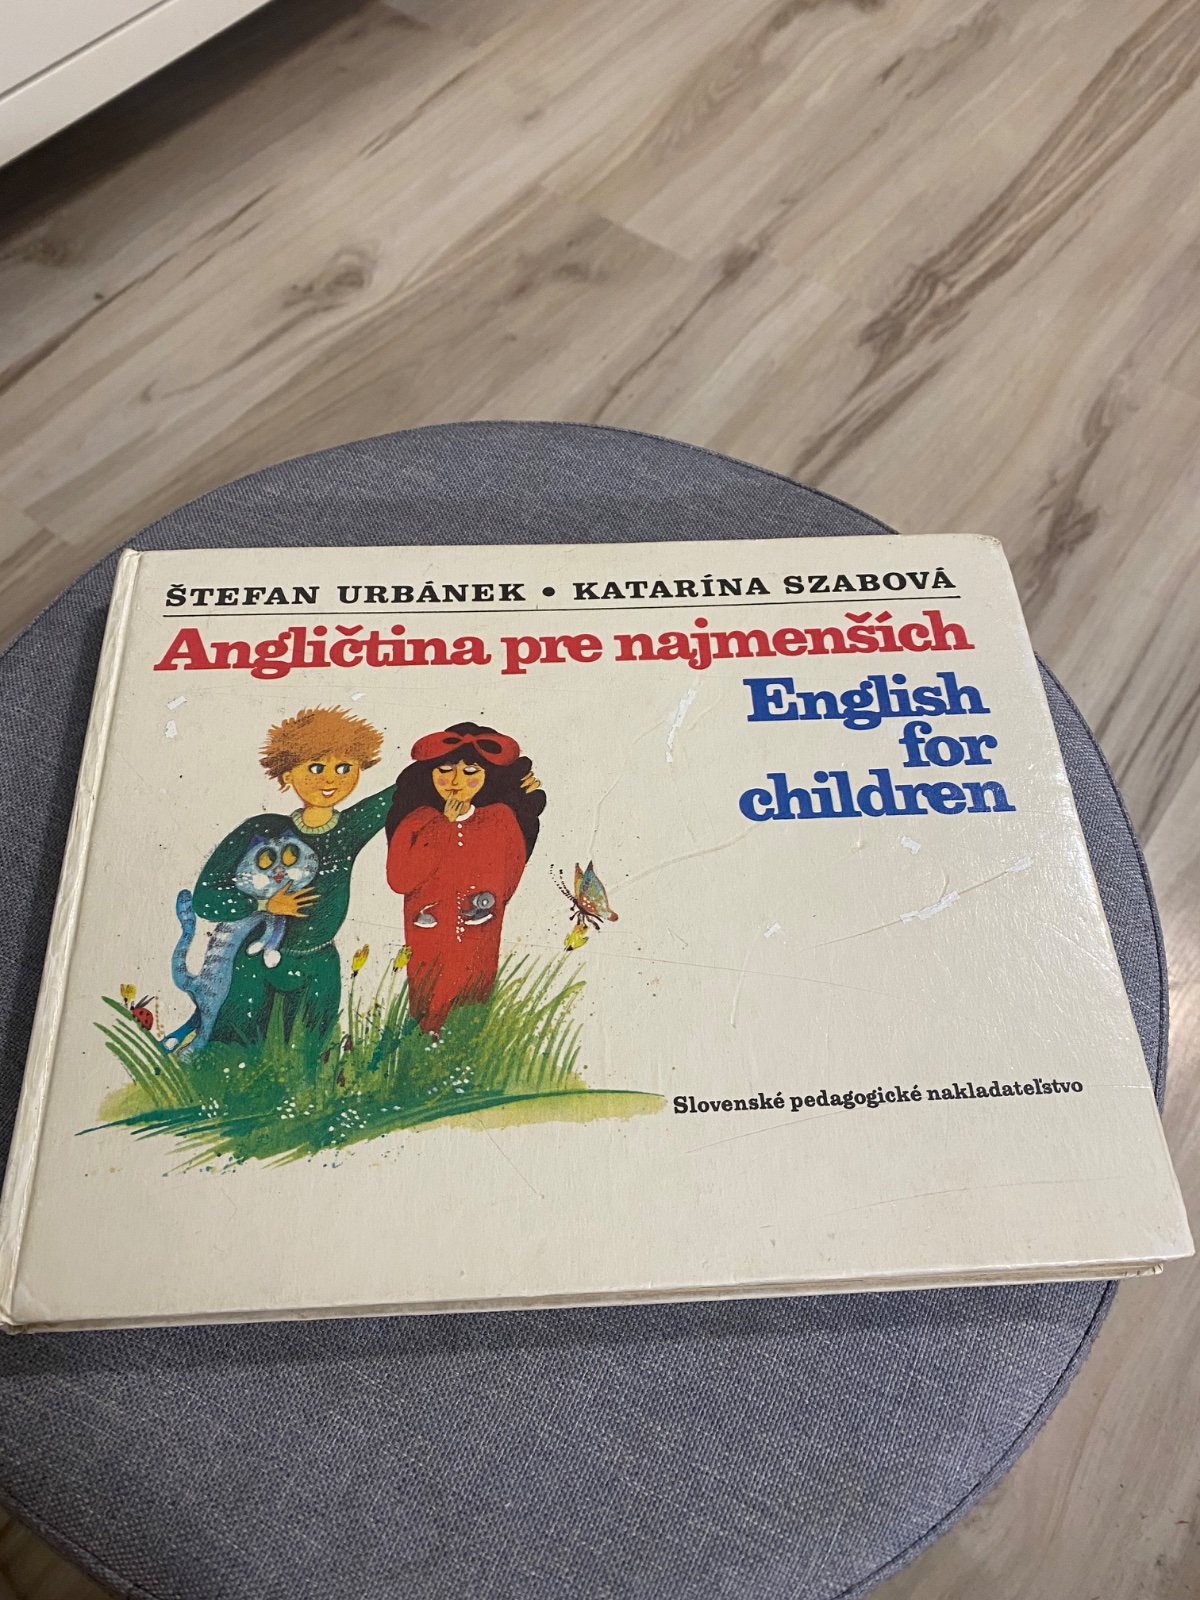 ŠTEFAN URBÁNEK • KATARÍNA SZABOVÁ
Angličtina pre najmenších
English
for
children
Slovenské pedagogické nakladateľstvo